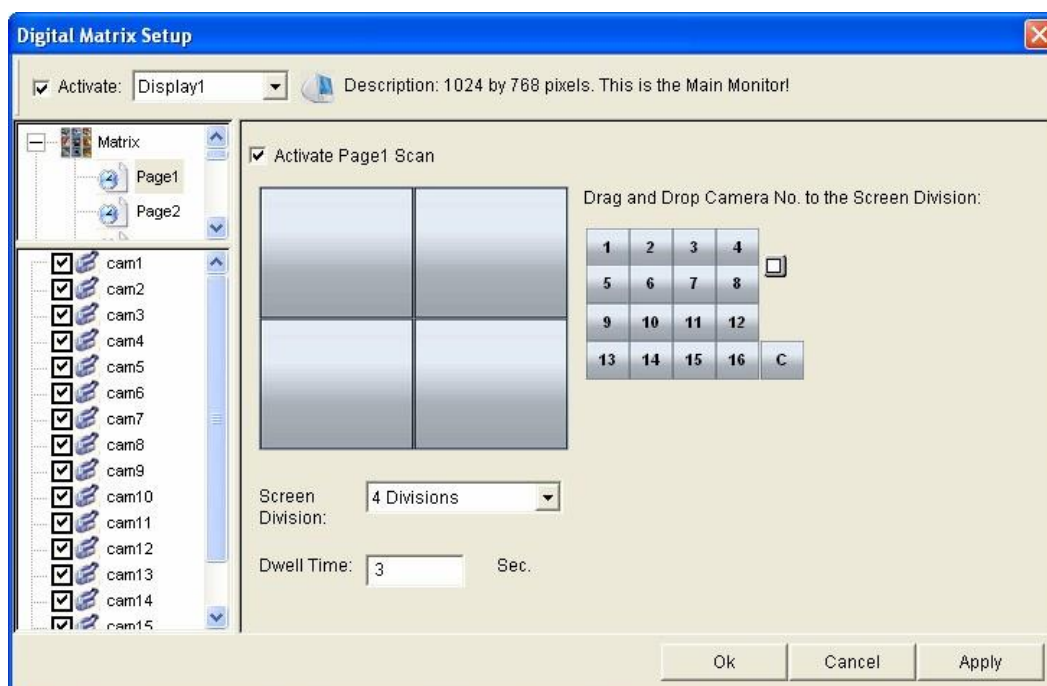 Digital Matrix Setup
Activate: Display1 Description: 1024 by 768 pixels. This is the Main Monitor!
Matrix
Page1
Page2
cam1
cam2
cam3
cam4
cam5
cam6
cam7
cam8
cam9
cam10
cam11
cam12
cam13
cam14
cam15
Activate Page1 Scan
Drag and Drop Camera No. to the Screen Division:
1 2 3 4
5 6 7 8
9 10 11 12
13 14 15 16 C
Screen Division: 4 Divisions
Dwell Time: 3 Sec.
Ok Cancel Apply